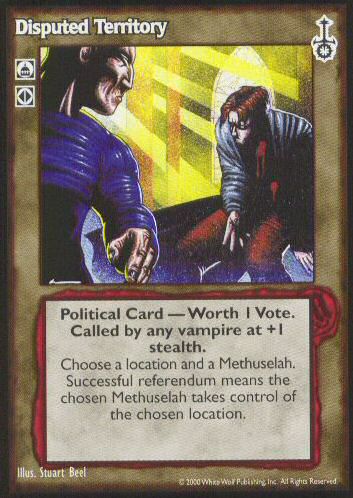 Disputed Territory
Political Card — Worth 1 Vote.
Called by any vampire at +1
stealth.
Choose a location and a Methuselah.
Successful referendum means the
chosen Methuselah takes control of
the chosen location.
Illus. Stuart Beel
© 2000 White Wolf Publishing, Inc. All Rights Reserved